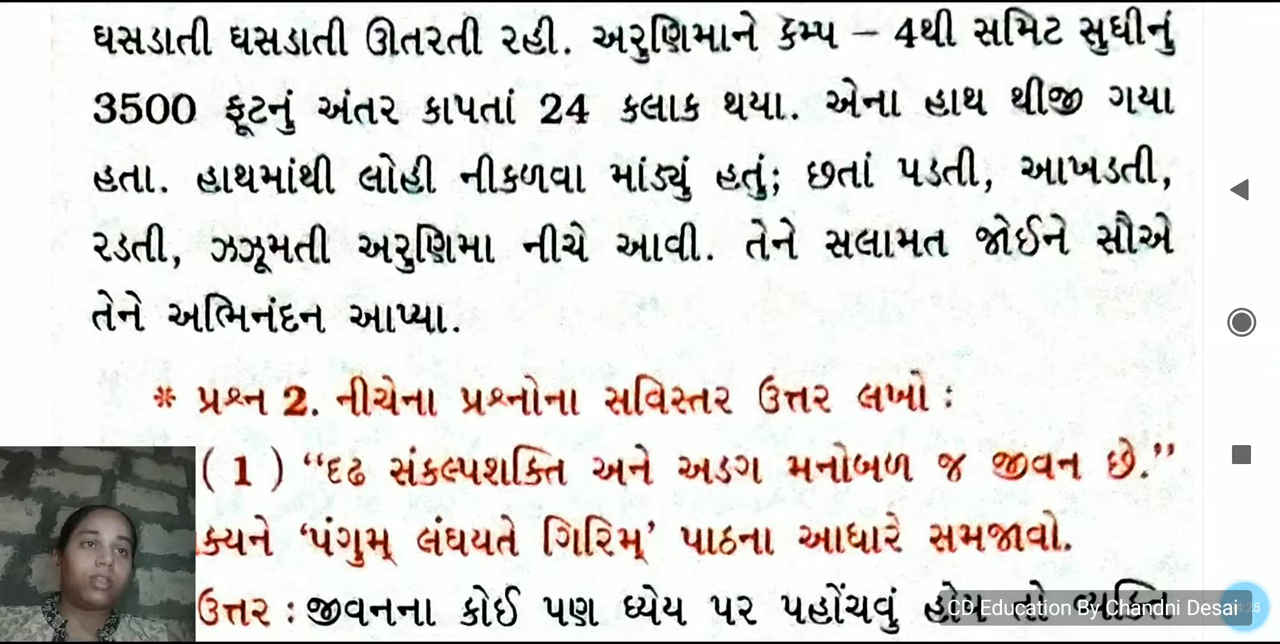 ઘસડાતી ઘસડાતી ઊતરતી રહી. અરુણિમાને કૅમ્પ – 4થી સમિટ સુધીનું
3500 ફૂટનું અંતર કાપતાં 24 કલાક થયા. એના હાથ થીજી ગયા
હતા. હાથમાંથી લોહી નીકળવા માંડ્યું હતું; છતાં પડતી, આખડતી,
રડતી, ઝઝૂમતી અરુણિમા નીચે આવી. તેને સલામત જોઈને સૌએ
તેને અભિનંદન આપ્યા.
* પ્રશ્ન 2. નીચેના પ્રશ્નોના સવિસ્તર ઉત્તર લખો :
( 1 ) “દૃઢ સંકલ્પશક્તિ અને અડગ મનોબળ જ જીવન છે.”
ક્યને ‘પંગુમ્ લંઘયતે ગિરિમ્’ પાઠના આધારે સમજાવો.
ઉત્તર : જીવનના કોઈ પણ ધ્યેય પર પહોંચવું હોય તો વ્યક્તિ
CD Education By Chandni Desai